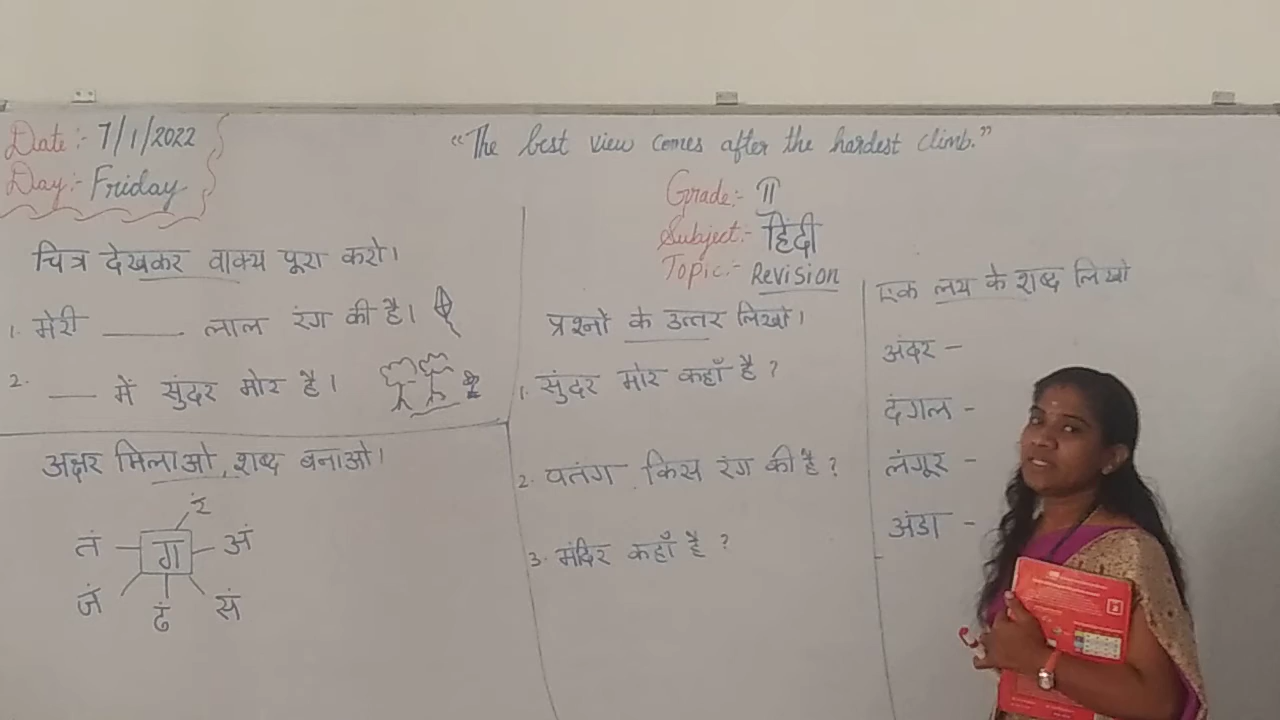 Date:- 7/1/2022
Day:- Friday
"The best view comes after the hardest climb."
Grade:- II
Subject:- हिंदी
Topic:- Revision
चित्र देखकर वाक्य पूरा करो।
1. मेरी ______ लाल रंग की है।
2. ___ में सुंदर मोर है।
अक्षर मिलाओ, शब्द बनाओ।
रं
तं ग अं
जं ढं सं
प्रश्नों के उत्तर लिखो।
1. सुंदर मोर कहाँ है ?
2. पतंग किस रंग की है ?
3. मंदिर कहाँ है ?
एक लय के शब्द लिखो
अंदर -
दंगल -
लंगूर -
अंडा -